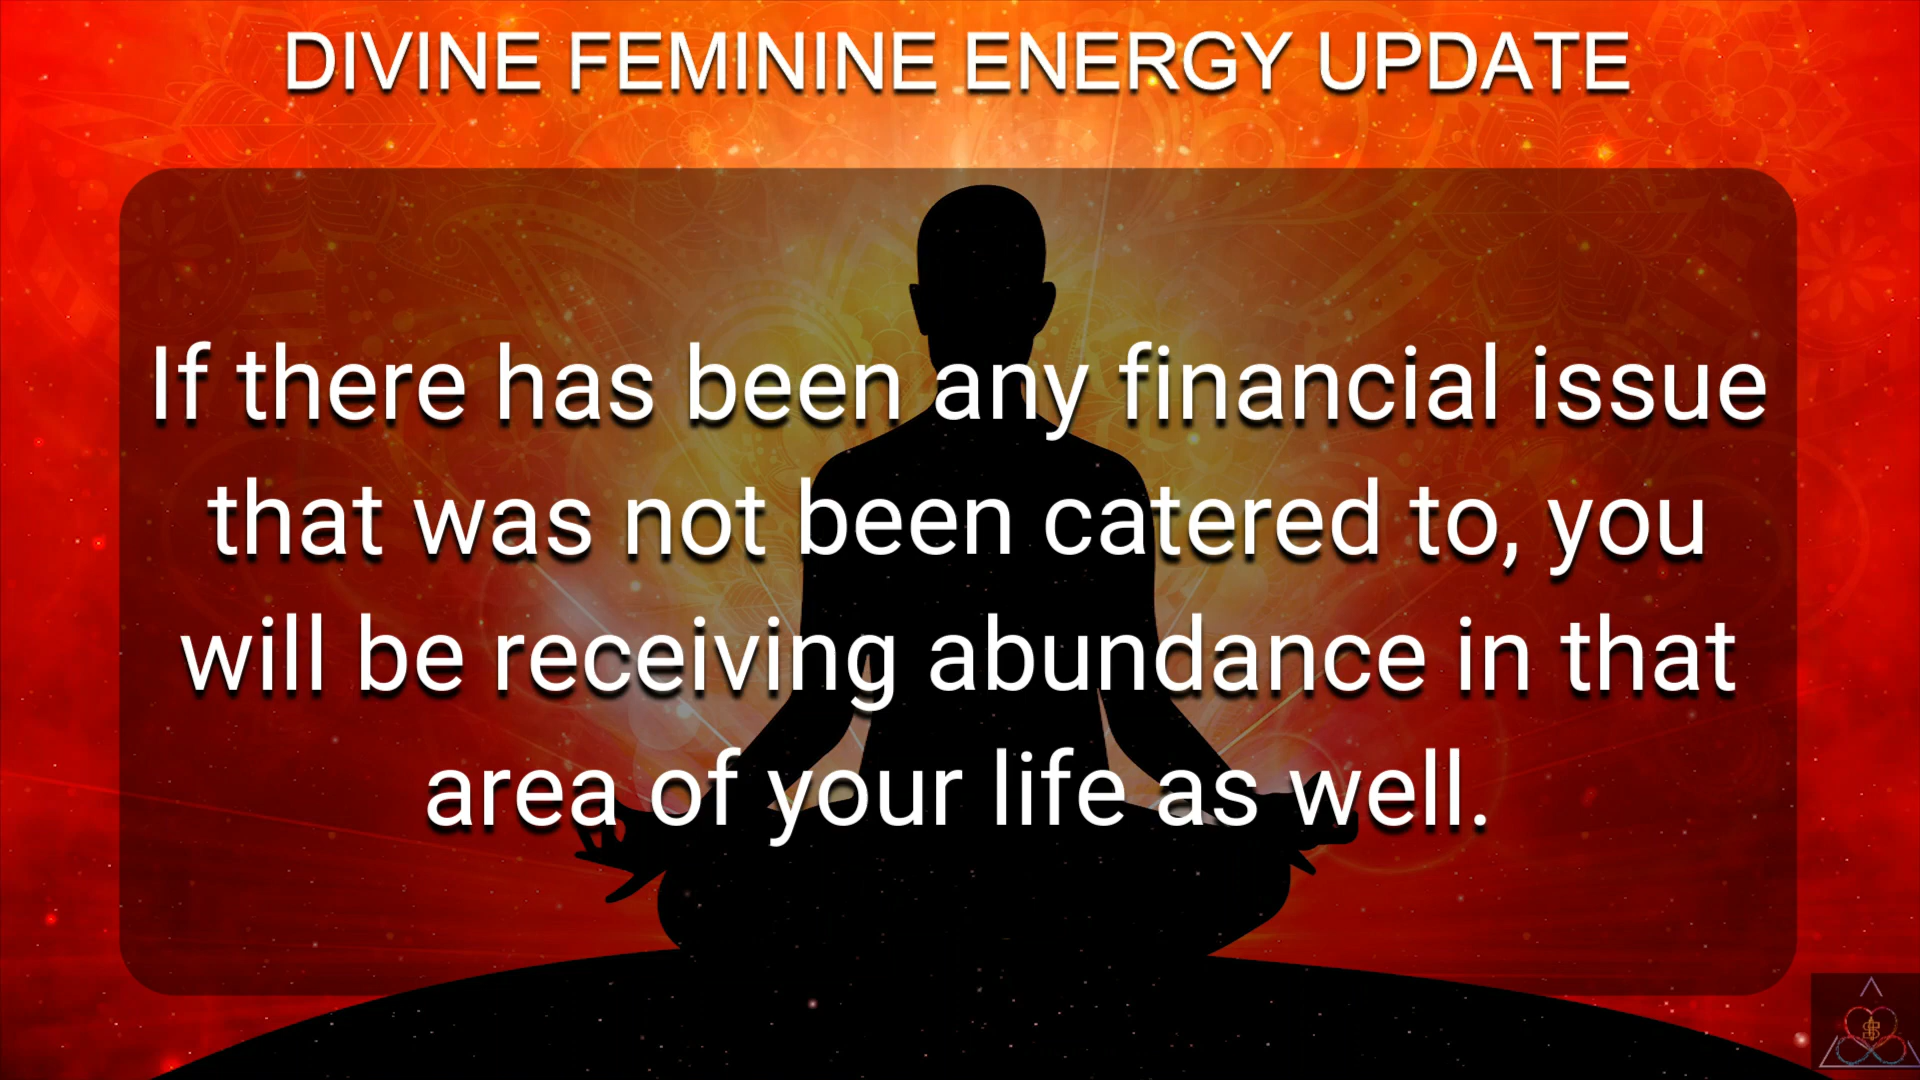 DIVINE FEMININE ENERGY UPDATE
If there has been any financial issue
that was not been catered to, you
will be receiving abundance in that
area of your life as well.